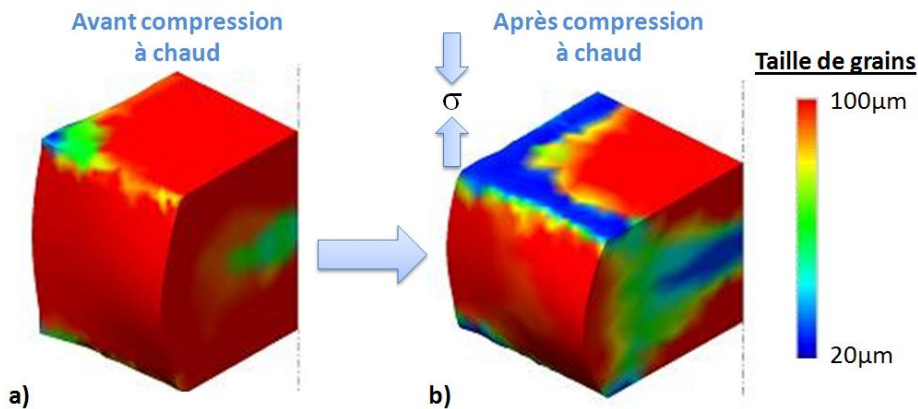 Avant compression
à chaud
Après compression
à chaud
σ
Taille de grains
100µm
20µm
a)
b)